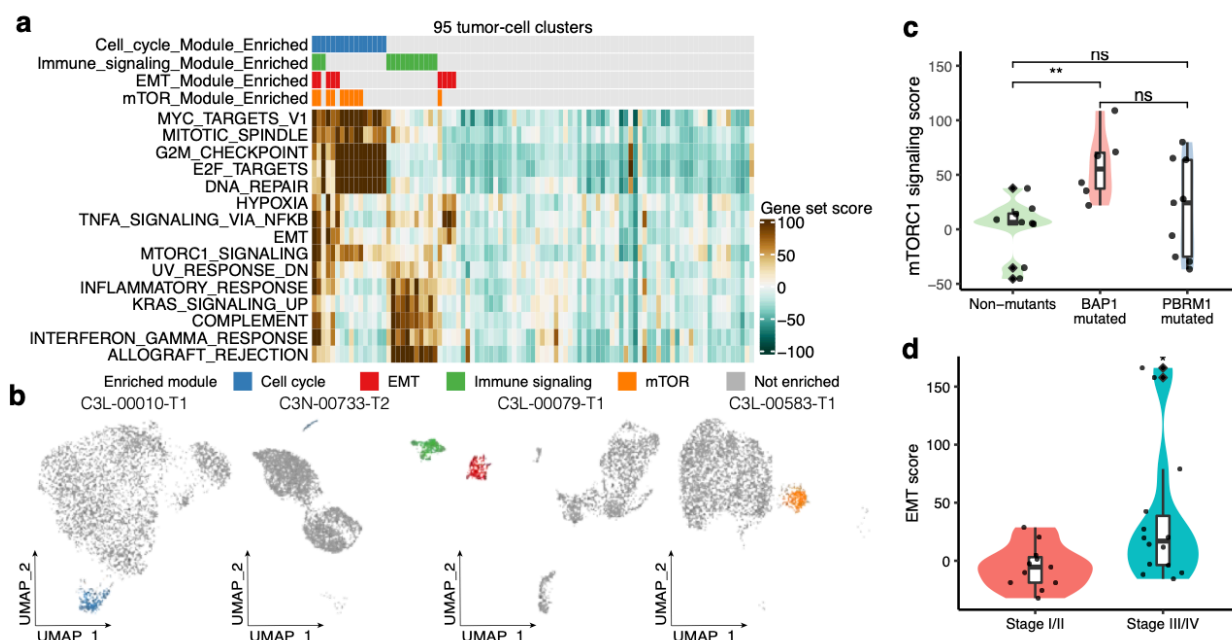 a
95 tumor-cell clusters
Cell_cycle_Module_Enriched
Immune_signaling_Module_Enriched
EMT_Module_Enriched
mTOR_Module_Enriched
MYC_TARGETS_V1
MITOTIC_SPINDLE
G2M_CHECKPOINT
E2F_TARGETS
DNA_REPAIR
HYPOXIA
TNFA_SIGNALING_VIA_NFKB
EMT
MTORC1_SIGNALING
UV_RESPONSE_DN
INFLAMMATORY_RESPONSE
KRAS_SIGNALING_UP
COMPLEMENT
INTERFERON_GAMMA_RESPONSE
ALLOGRAFT_REJECTION
Gene set score
100
50
0
−50
−100
Enriched module
Cell cycle
EMT
Immune signaling
mTOR
Not enriched
b
C3L-00010-T1
C3N-00733-T2
C3L-00079-T1
C3L-00583-T1
UMAP_2
UMAP_1
UMAP_2
UMAP_1
UMAP_2
UMAP_1
UMAP_2
UMAP_1
c
mTORC1 signaling score
150
100
50
0
−50
ns
**
ns
Non−mutants
BAP1
mutated
PBRM1
mutated
d
EMT score
150
100
50
0
*
Stage I/II
Stage III/IV